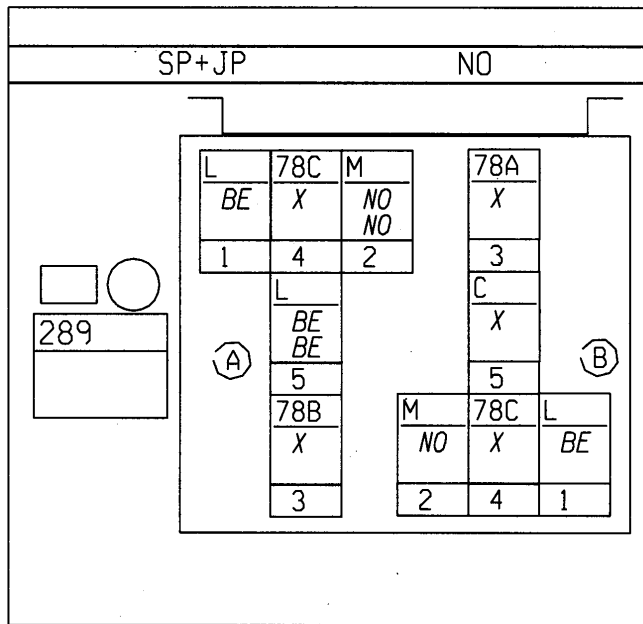 SP+JP NO
L 78C M 78A
BE X NO X
NO
1 4 2 3
L C
BE X
BE
289
A B
5 5
78B M 78C L
X NO X BE
3 2 4 1